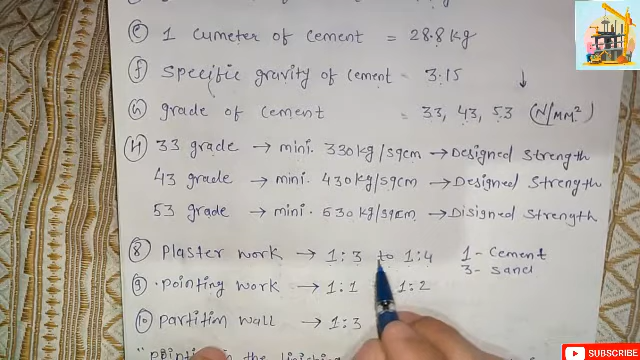 (e) 1 cumeter of cement = 28.8 kg
(f) specific gravity of cement = 3.15
(G) grade of cement = 33, 43, 53 (N/mm²)
(H) 33 grade → mini. 330 kg/sqcm → Designed strength
43 grade → mini. 430 kg/sqcm → Designed strength
53 grade → mini. 530 kg/sqcm → Disigned strength
(8) Plaster work → 1:3 to 1:4 1 - Cement
3 - Sand
(9) Pointing work → 1:1 1:2
(10) Partition wall → 1:3
SUBSCRIBE